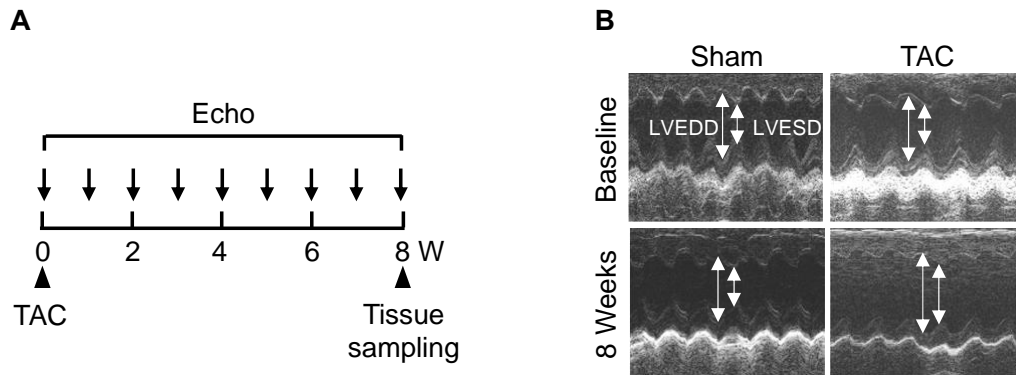 A
Echo
0 2 4 6 8 W
TAC
Tissue
sampling
B
Sham TAC
Baseline
LVEDD LVESD
8 Weeks